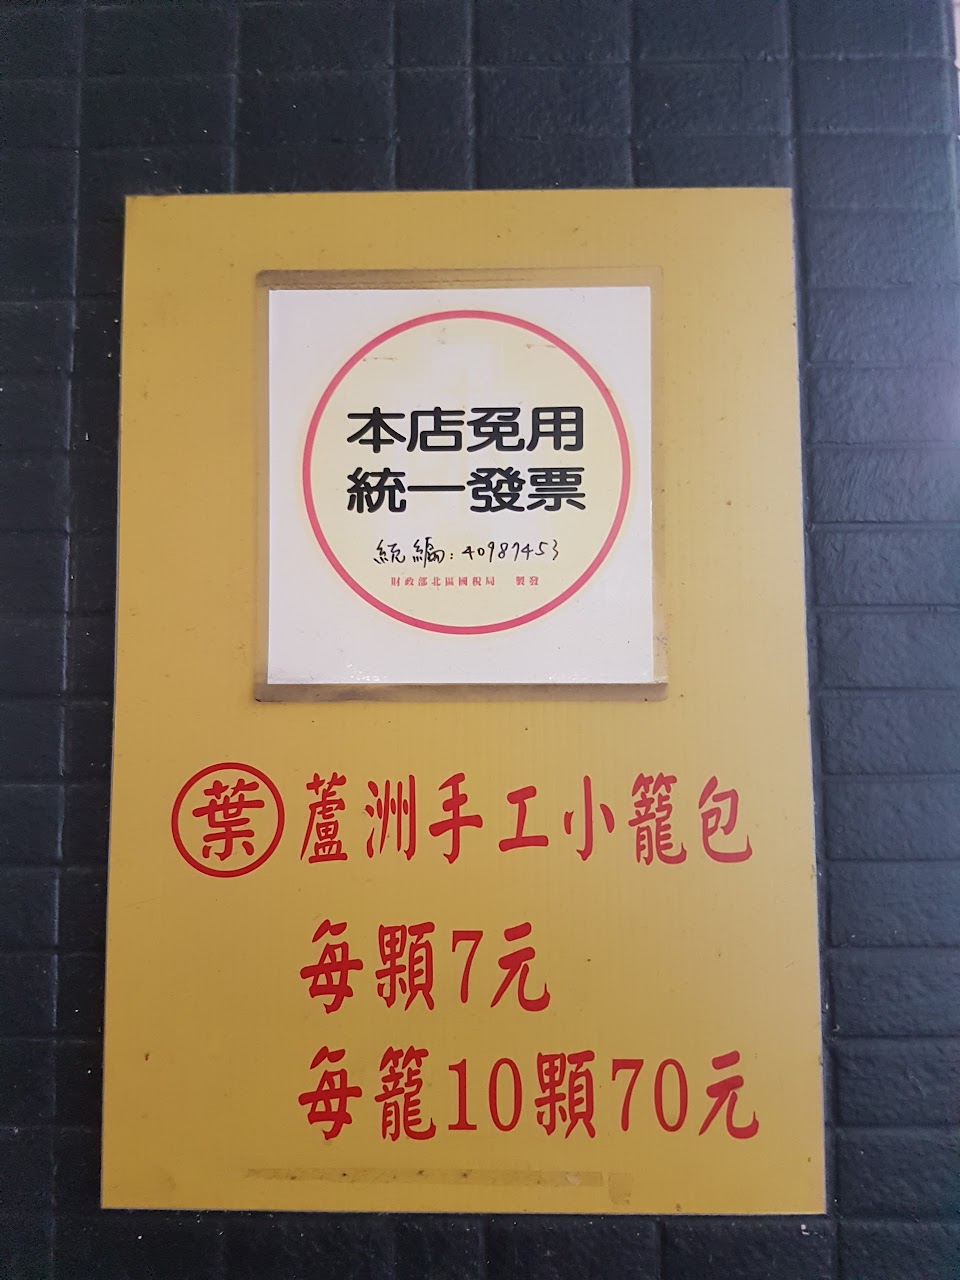 本店免用
統一發票
統編:40987453
財政部北區國稅局 製發
葉 蘆洲手工小籠包
每顆7元
每籠10顆70元